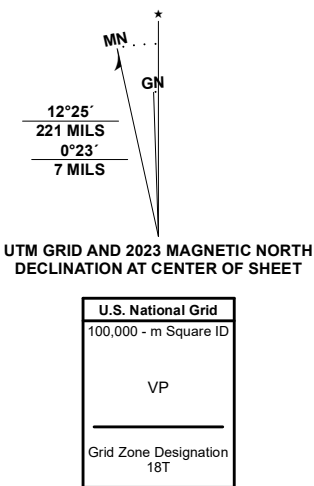 ★
MN
GN
12°25´
221 MILS
0°23´
7 MILS
UTM GRID AND 2023 MAGNETIC NORTH
DECLINATION AT CENTER OF SHEET
U.S. National Grid
100,000 - m Square ID
VP
Grid Zone Designation
18T